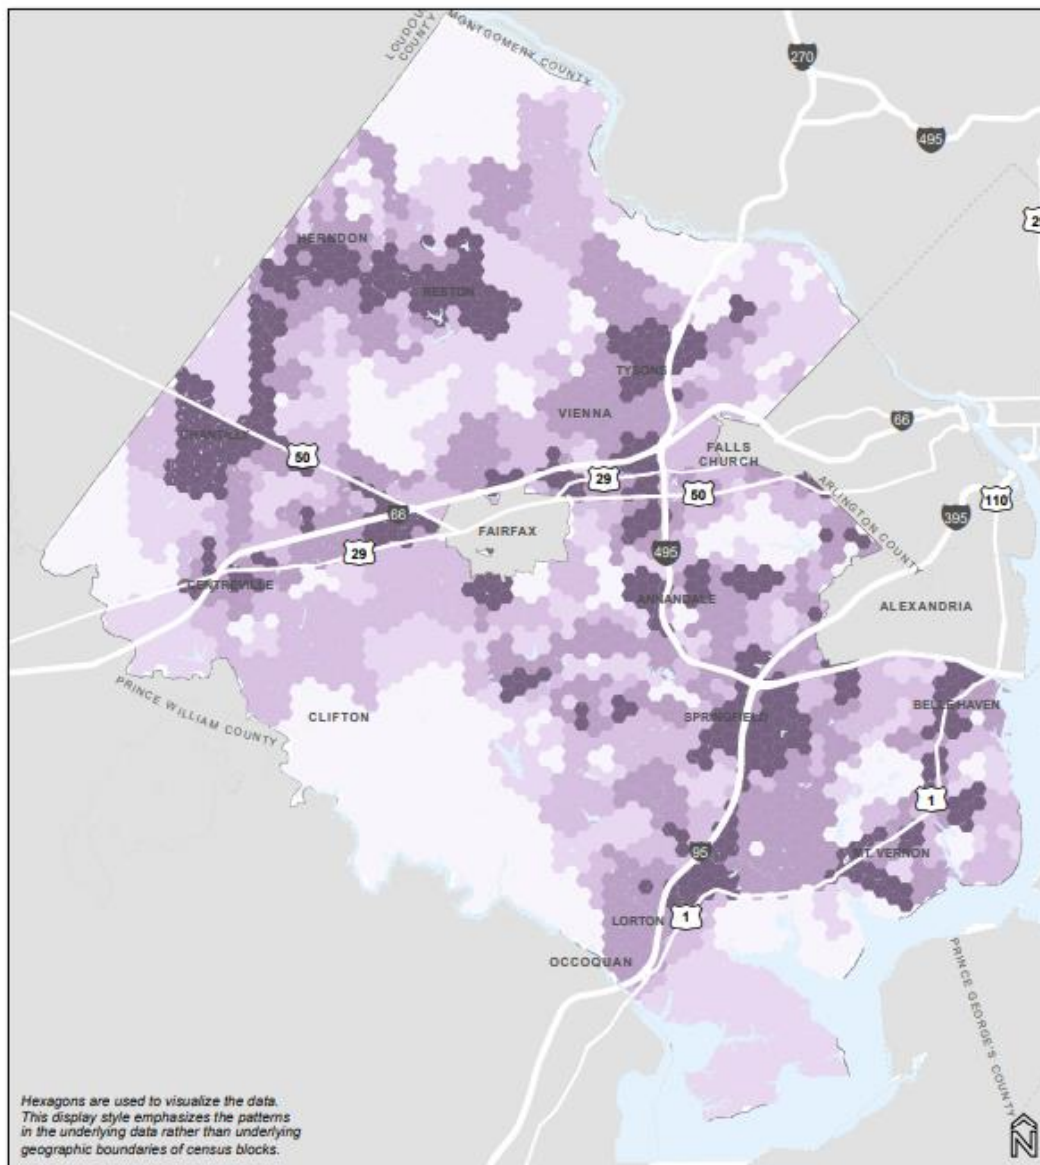 LOUDOUN
COUNTY
MONTGOMERY COUNTY
270
495
HERNDON
RESTON
TYSONS
VIENNA
66
CHANTILLY
50
FALLS
CHURCH
29
50
ARLINGTON COUNTY
110
395
66
FAIRFAX
29
495
CENTREVILLE
ANNANDALE
ALEXANDRIA
PRINCE WILLIAM COUNTY
CLIFTON
SPRINGFIELD
BELLE HAVEN
1
95
MT. VERNON
LORTON
1
OCCOQUAN
PRINCE GEORGE'S COUNTY
Hexagons are used to visualize the data.
This display style emphasizes the patterns
in the underlying data rather than underlying
geographic boundaries of census blocks.
N